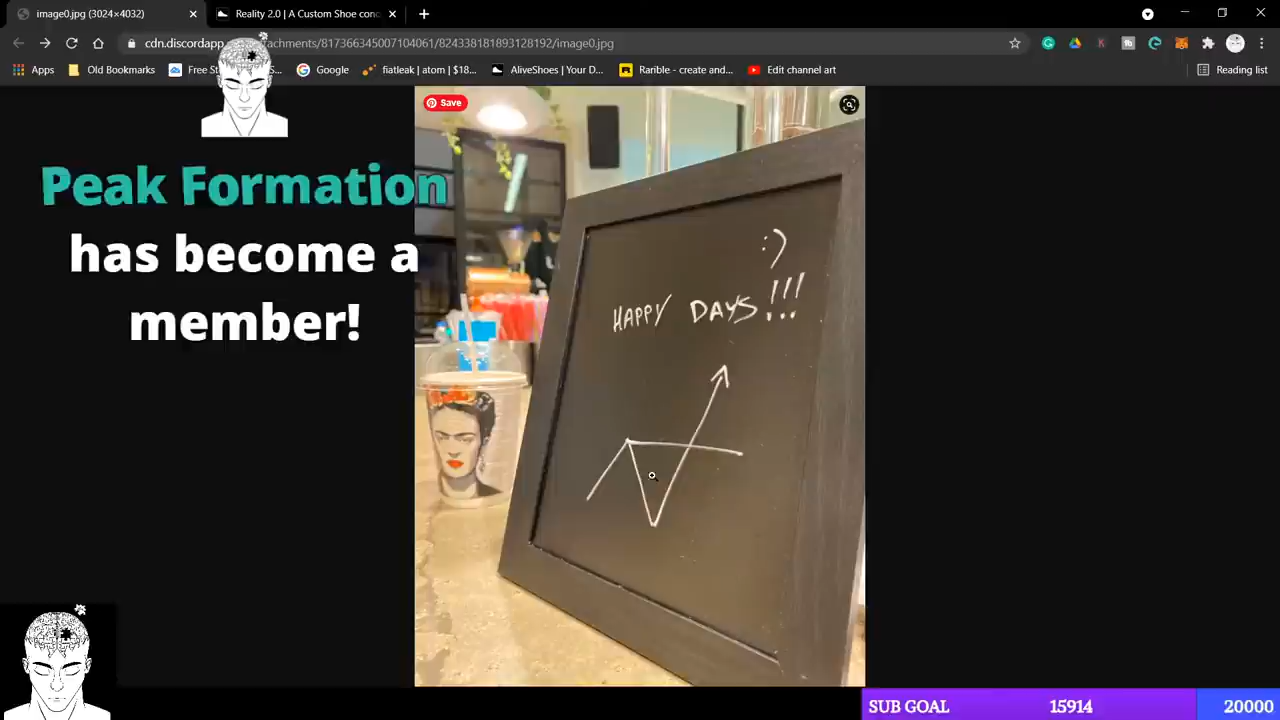 image0.jpg (3024×4032)
Reality 2.0 | A Custom Shoe con
cdn.discordapp
achments/817366345007104061/824338181893128192/image0.jpg
Apps
Old Bookmarks
Google
fiatleak | atom | $18...
AliveShoes | Your D...
Rarible - create and...
Edit channel art
Reading list
Save
Peak Formation
has become a
member!
:)
HAPPY DAYS!!!
SUB GOAL 15914 20000